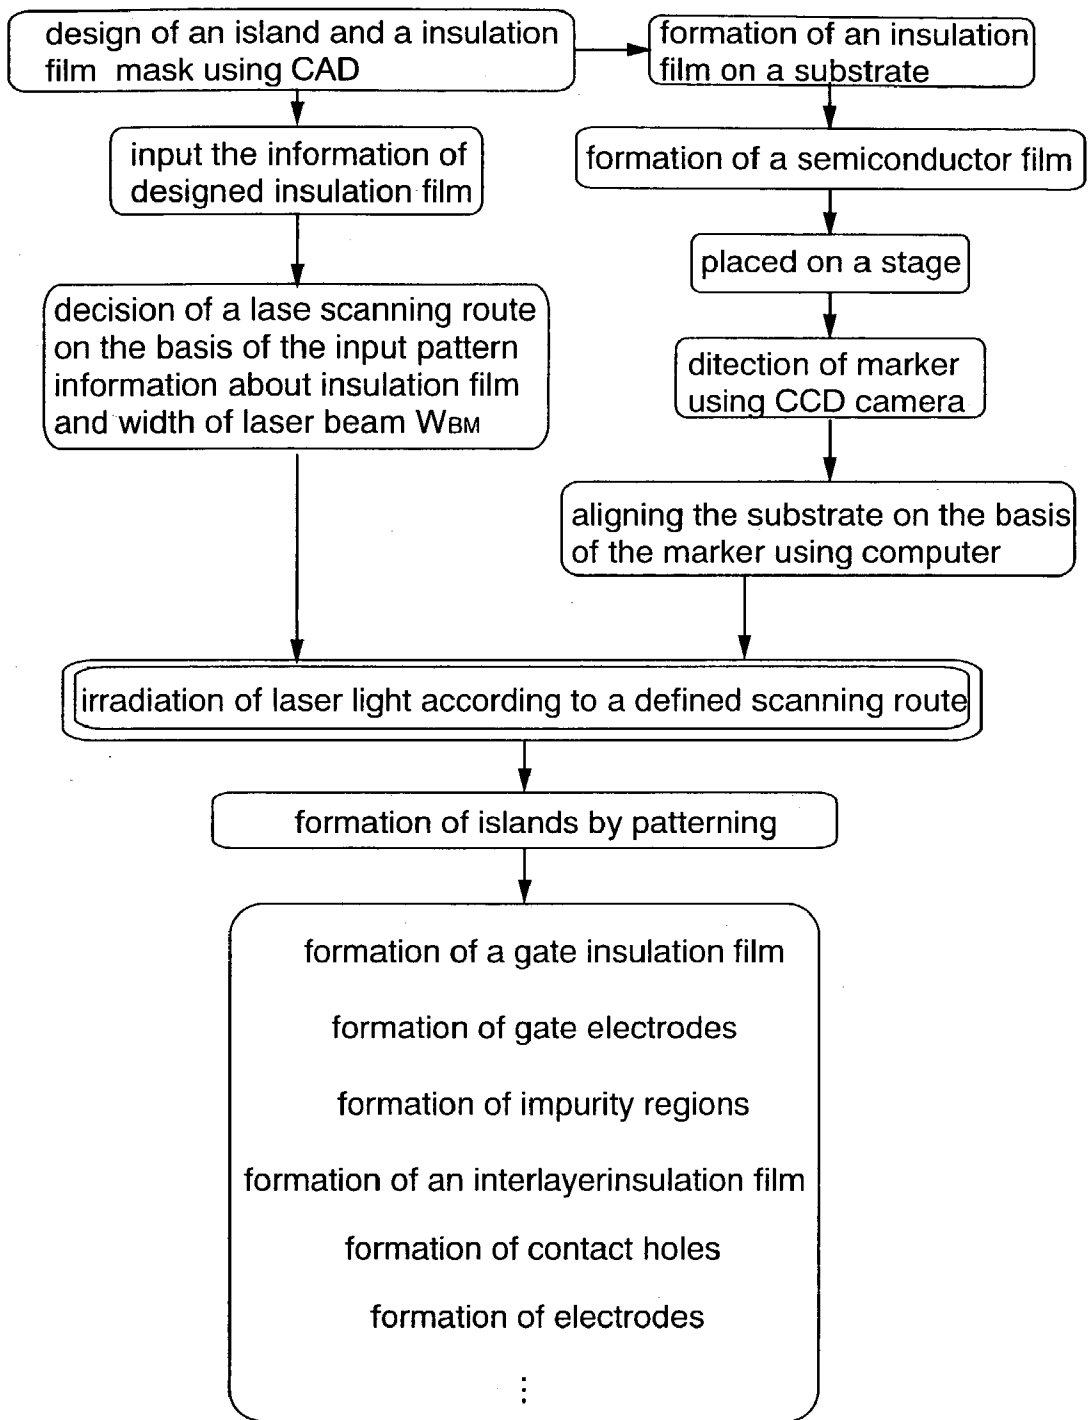 design of an island and a insulation
film mask using CAD
formation of an insulation
film on a substrate
input the information of
designed insulation film
formation of a semiconductor film
placed on a stage
decision of a lase scanning route
on the basis of the input pattern
information about insulation film
and width of laser beam WBM
ditection of marker
using CCD camera
aligning the substrate on the basis
of the marker using computer
irradiation of laser light according to a defined scanning route
formation of islands by patterning
formation of a gate insulation film
formation of gate electrodes
formation of impurity regions
formation of an interlayerinsulation film
formation of contact holes
formation of electrodes
⋮